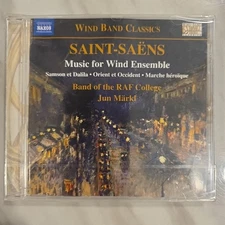 NAXOS
WIND BAND CLASSICS
SAINT-SAËNS
Music for Wind Ensemble
Samson et Dalila • Orient et Occident • Marche héroïque
Band of the RAF College
Jun Märkl